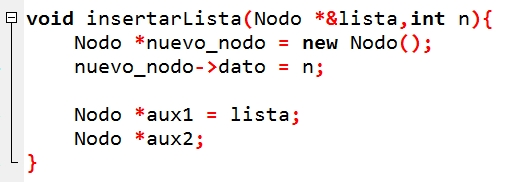 void insertarLista(Nodo *&lista,int n){
    Nodo *nuevo_nodo = new Nodo();
    nuevo_nodo->dato = n;

    Nodo *aux1 = lista;
    Nodo *aux2;
}